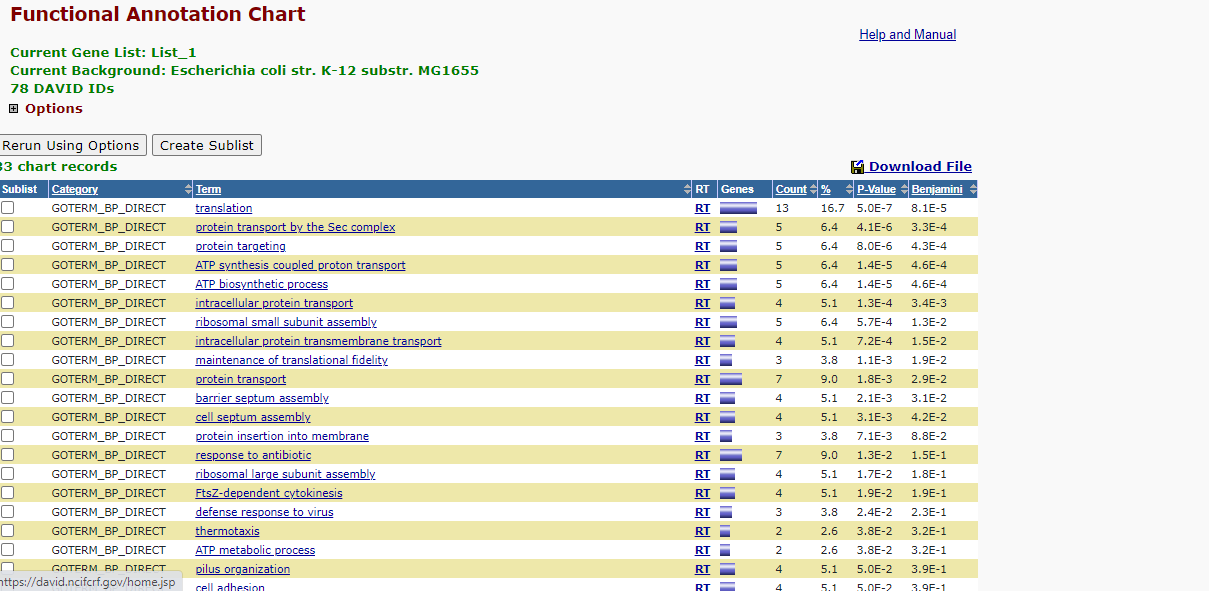 Functional Annotation Chart
Help and Manual
Current Gene List: List_1
Current Background: Escherichia coli str. K-12 substr. MG1655
78 DAVID IDs
Options
Rerun Using Options Create Sublist
33 chart records Download File
Sublist Category Term RT Genes Count % P-Value Benjamini
GOTERM_BP_DIRECT translation RT 13 16.7 5.0E-7 8.1E-5
GOTERM_BP_DIRECT protein transport by the Sec complex RT 5 6.4 4.1E-6 3.3E-4
GOTERM_BP_DIRECT protein targeting RT 5 6.4 8.0E-6 4.3E-4
GOTERM_BP_DIRECT ATP synthesis coupled proton transport RT 5 6.4 1.4E-5 4.6E-4
GOTERM_BP_DIRECT ATP biosynthetic process RT 5 6.4 1.4E-5 4.6E-4
GOTERM_BP_DIRECT intracellular protein transport RT 4 5.1 1.3E-4 3.4E-3
GOTERM_BP_DIRECT ribosomal small subunit assembly RT 5 6.4 5.7E-4 1.3E-2
GOTERM_BP_DIRECT intracellular protein transmembrane transport RT 4 5.1 7.2E-4 1.5E-2
GOTERM_BP_DIRECT maintenance of translational fidelity RT 3 3.8 1.1E-3 1.9E-2
GOTERM_BP_DIRECT protein transport RT 7 9.0 1.8E-3 2.9E-2
GOTERM_BP_DIRECT barrier septum assembly RT 4 5.1 2.1E-3 3.1E-2
GOTERM_BP_DIRECT cell septum assembly RT 4 5.1 3.1E-3 4.2E-2
GOTERM_BP_DIRECT protein insertion into membrane RT 3 3.8 7.1E-3 8.8E-2
GOTERM_BP_DIRECT response to antibiotic RT 7 9.0 1.3E-2 1.5E-1
GOTERM_BP_DIRECT ribosomal large subunit assembly RT 4 5.1 1.7E-2 1.8E-1
GOTERM_BP_DIRECT FtsZ-dependent cytokinesis RT 4 5.1 1.9E-2 1.9E-1
GOTERM_BP_DIRECT defense response to virus RT 3 3.8 2.4E-2 2.3E-1
GOTERM_BP_DIRECT thermotaxis RT 2 2.6 3.8E-2 3.2E-1
GOTERM_BP_DIRECT ATP metabolic process RT 2 2.6 3.8E-2 3.2E-1
GOTERM_BP_DIRECT pilus organization RT 4 5.1 5.0E-2 3.9E-1
https://david.ncifcrf.gov/home.jsp cell adhesion RT 4 5.1 5.0E-2 3.9E-1